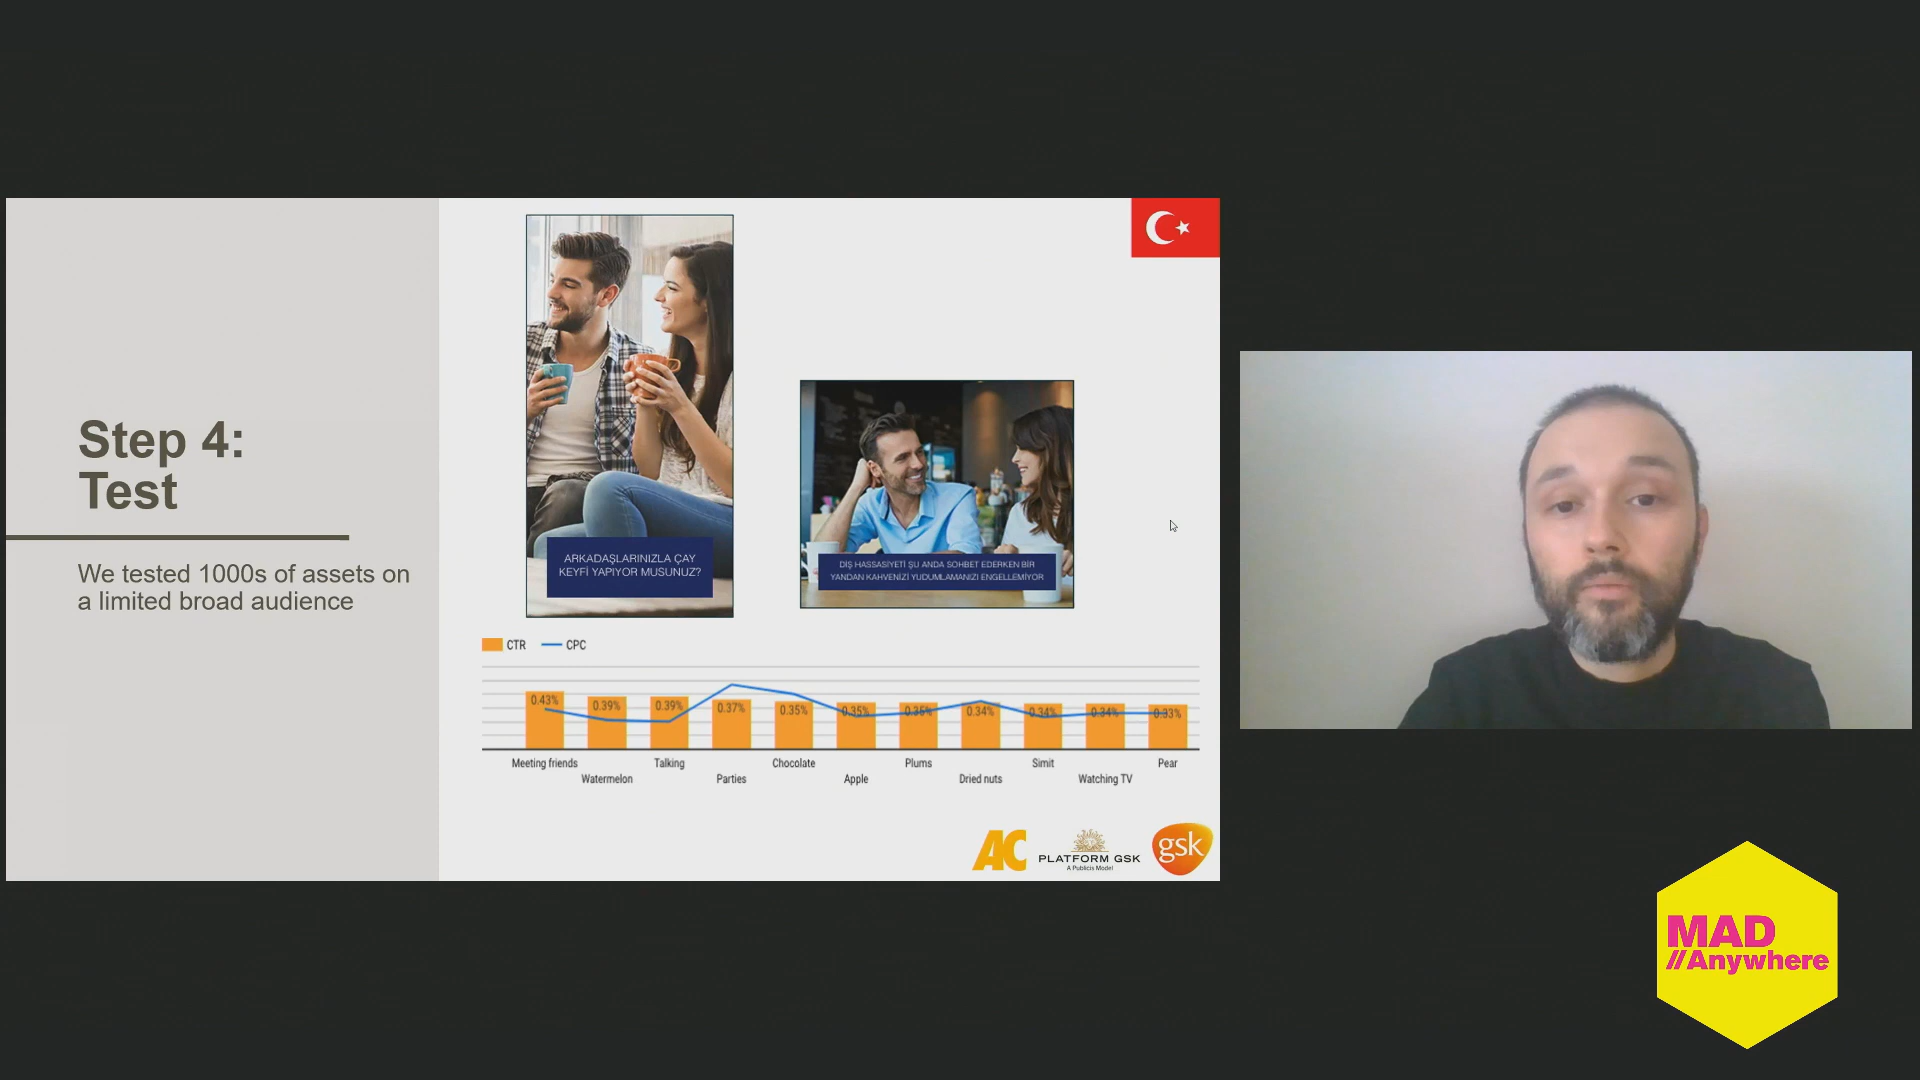 Step 4:
Test
We tested 1000s of assets on
a limited broad audience
ARKADAŞLARINIZLA ÇAY
KEYFİ YAPIYOR MUSUNUZ?
DİŞ HASSASİYETİ ŞU ANDA SOHBET EDERKEN BİR
YANDAN KAHVENİZİ YUDUMLAMANIZI ENGELLEMİYOR
CTR CPC
0.43% 0.39% 0.39% 0.37% 0.35% 0.35% 0.35% 0.34% 0.34% 0.34% 0.33%
Meeting friends Talking Chocolate Plums Simit Pear
Watermelon Parties Apple Dried nuts Watching TV
AC
PLATFORM GSK
A Publicis Model
gsk
MAD
//Anywhere